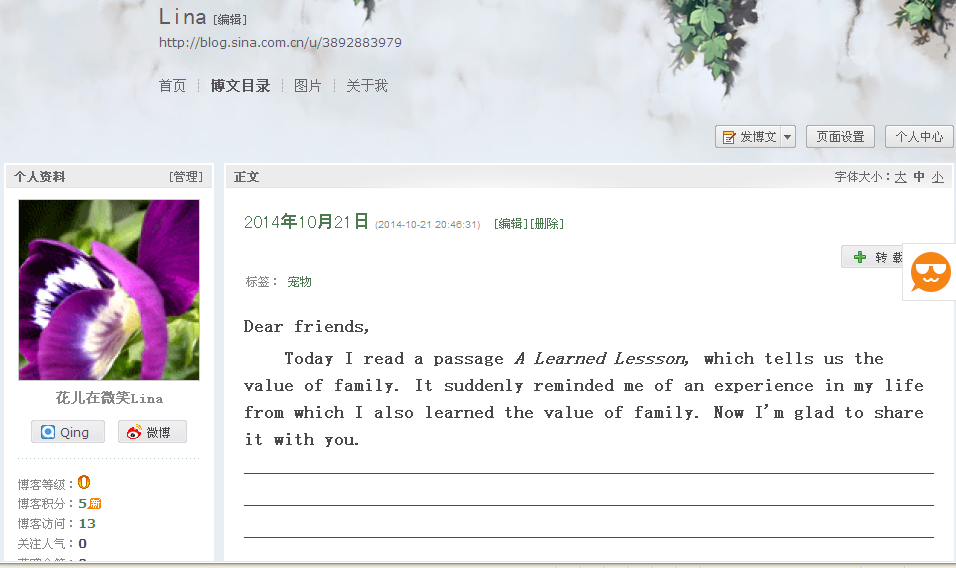 Lina [编辑]
http://blog.sina.com.cn/u/3892883979
首页 博文目录 图片 关于我
发博文 页面设置 个人中心
个人资料 [管理]
正文 字体大小：大 中 小
2014年10月21日 (2014-10-21 20:46:31) [编辑][删除]
转载
标签： 宠物
Dear friends,
Today I read a passage A Learned Lessson, which tells us the
value of family. It suddenly reminded me of an experience in my life
from which I also learned the value of family. Now I'm glad to share
it with you.
花儿在微笑Lina
Qing 微博
博客等级：0
博客积分：5 新
博客访问：13
关注人气：0